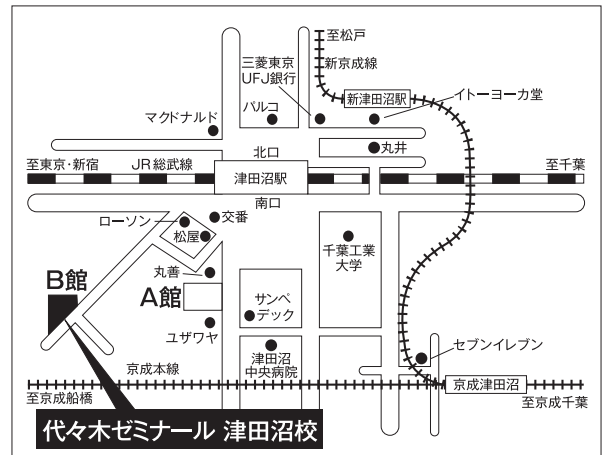 至松戸
三菱東京
UFJ銀行
新京成線
イトーヨーカ堂
新津田沼駅
マクドナルド
パルコ
丸井
北口
至東京・新宿
JR総武線
津田沼駅
至千葉
南口
ローソン
交番
松屋
千葉工業
大学
丸善
B館
A館
サンペ
デック
ユザワヤ
津田沼
中央病院
セブンイレブン
京成本線
京成津田沼
至京成船橋
至京成千葉
代々木ゼミナール 津田沼校